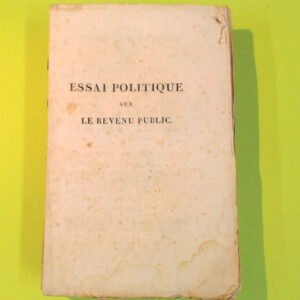 ESSAI POLITIQUE
SUR
LE REVENU PUBLIC.